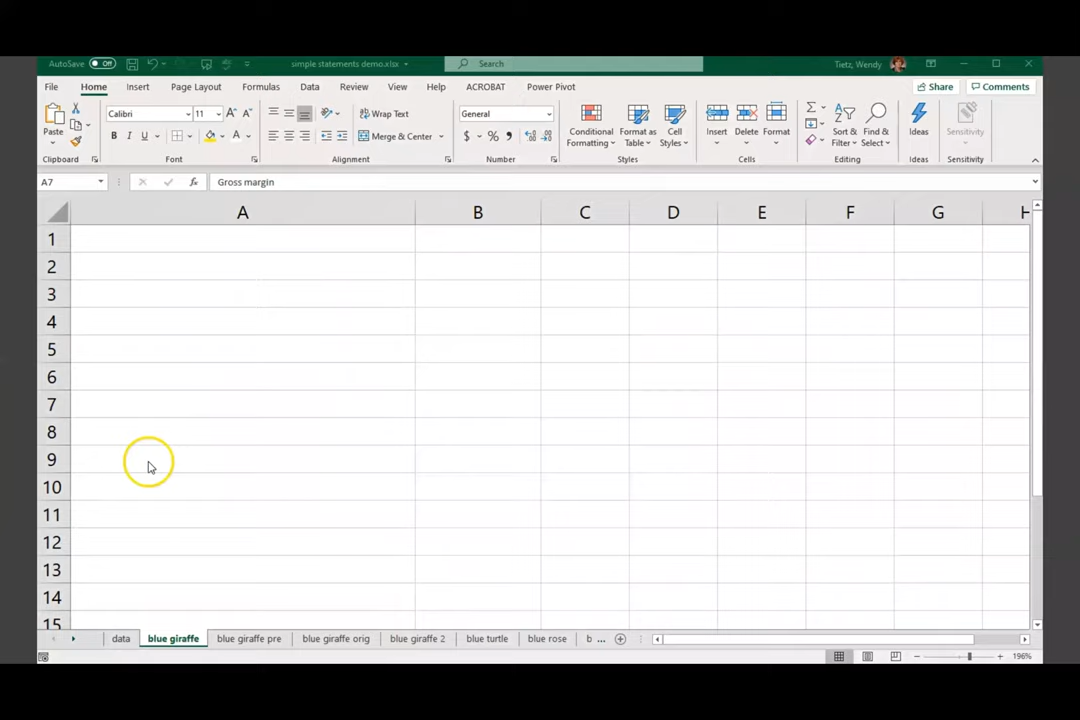 AutoSave Off simple statements demo.xlsx Search Tietz, Wendy
File Home Insert Page Layout Formulas Data Review View Help ACROBAT Power Pivot Share Comments
Paste Calibri 11 Wrap Text General Conditional Formatting Format as Table Cell Styles Insert Delete Format Sort & Filter Find & Select Ideas Sensitivity
B I U A Merge & Center $ % 9
Clipboard Font Alignment Number Styles Cells Editing Ideas Sensitivity
A7 fx Gross margin
A B C D E F G H
1
2
3
4
5
6
7
8
9
10
11
12
13
14
15
data blue giraffe blue giraffe pre blue giraffe orig blue giraffe 2 blue turtle blue rose b ...
196%